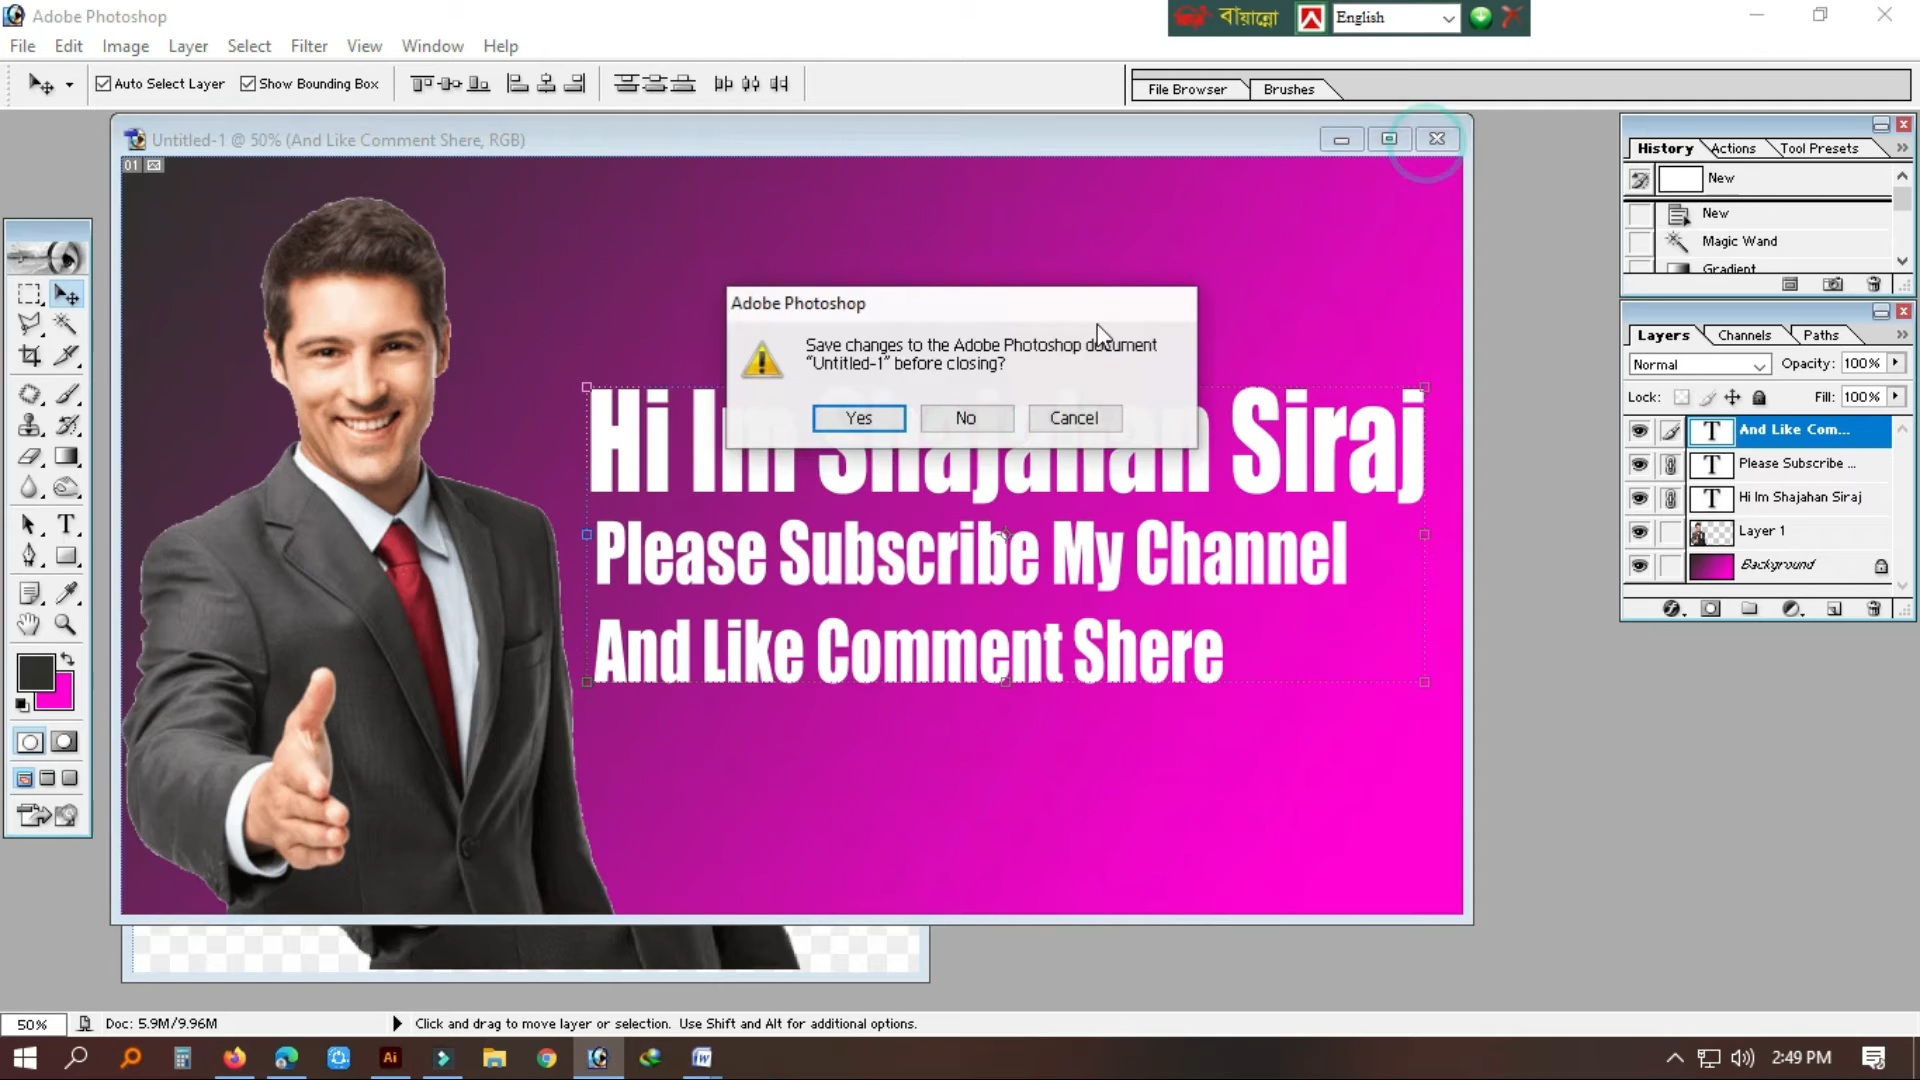 Adobe Photoshop
বায়ান্নো
English
File Edit Image Layer Select Filter View Window Help
Auto Select Layer Show Bounding Box
File Browser Brushes
Untitled-1 @ 50% (And Like Comment Shere, RGB)
01
History Actions Tool Presets
New
New
Magic Wand
Gradient
Adobe Photoshop
Save changes to the Adobe Photoshop document
"Untitled-1" before closing?
Yes No Cancel
Hi Im Shajahan Siraj
Please Subscribe My Channel
And Like Comment Shere
Layers Channels Paths
Normal Opacity: 100%
Lock: Fill: 100%
And Like Com...
Please Subscribe ...
Hi Im Shajahan Siraj
Layer 1
Background
50% Doc: 5.9M/9.96M Click and drag to move layer or selection. Use Shift and Alt for additional options.
Ai
2:49 PM